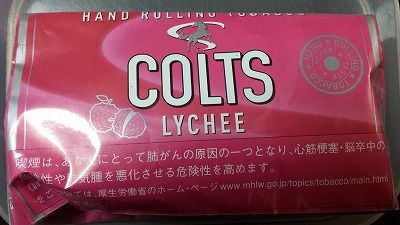 HAND ROLLING TOBACCO
COLTS
LYCHEE
HAND ROLLING TOBACCO
喫煙は、あなたにとって肺がんの原因の一つとなり、心筋梗塞・脳卒中の
険性や肺気腫を悪化させる危険性を高めます。
ては、厚生労働省のホーム・ページ www.mhlw.go.jp/topics/tobacco/main.html